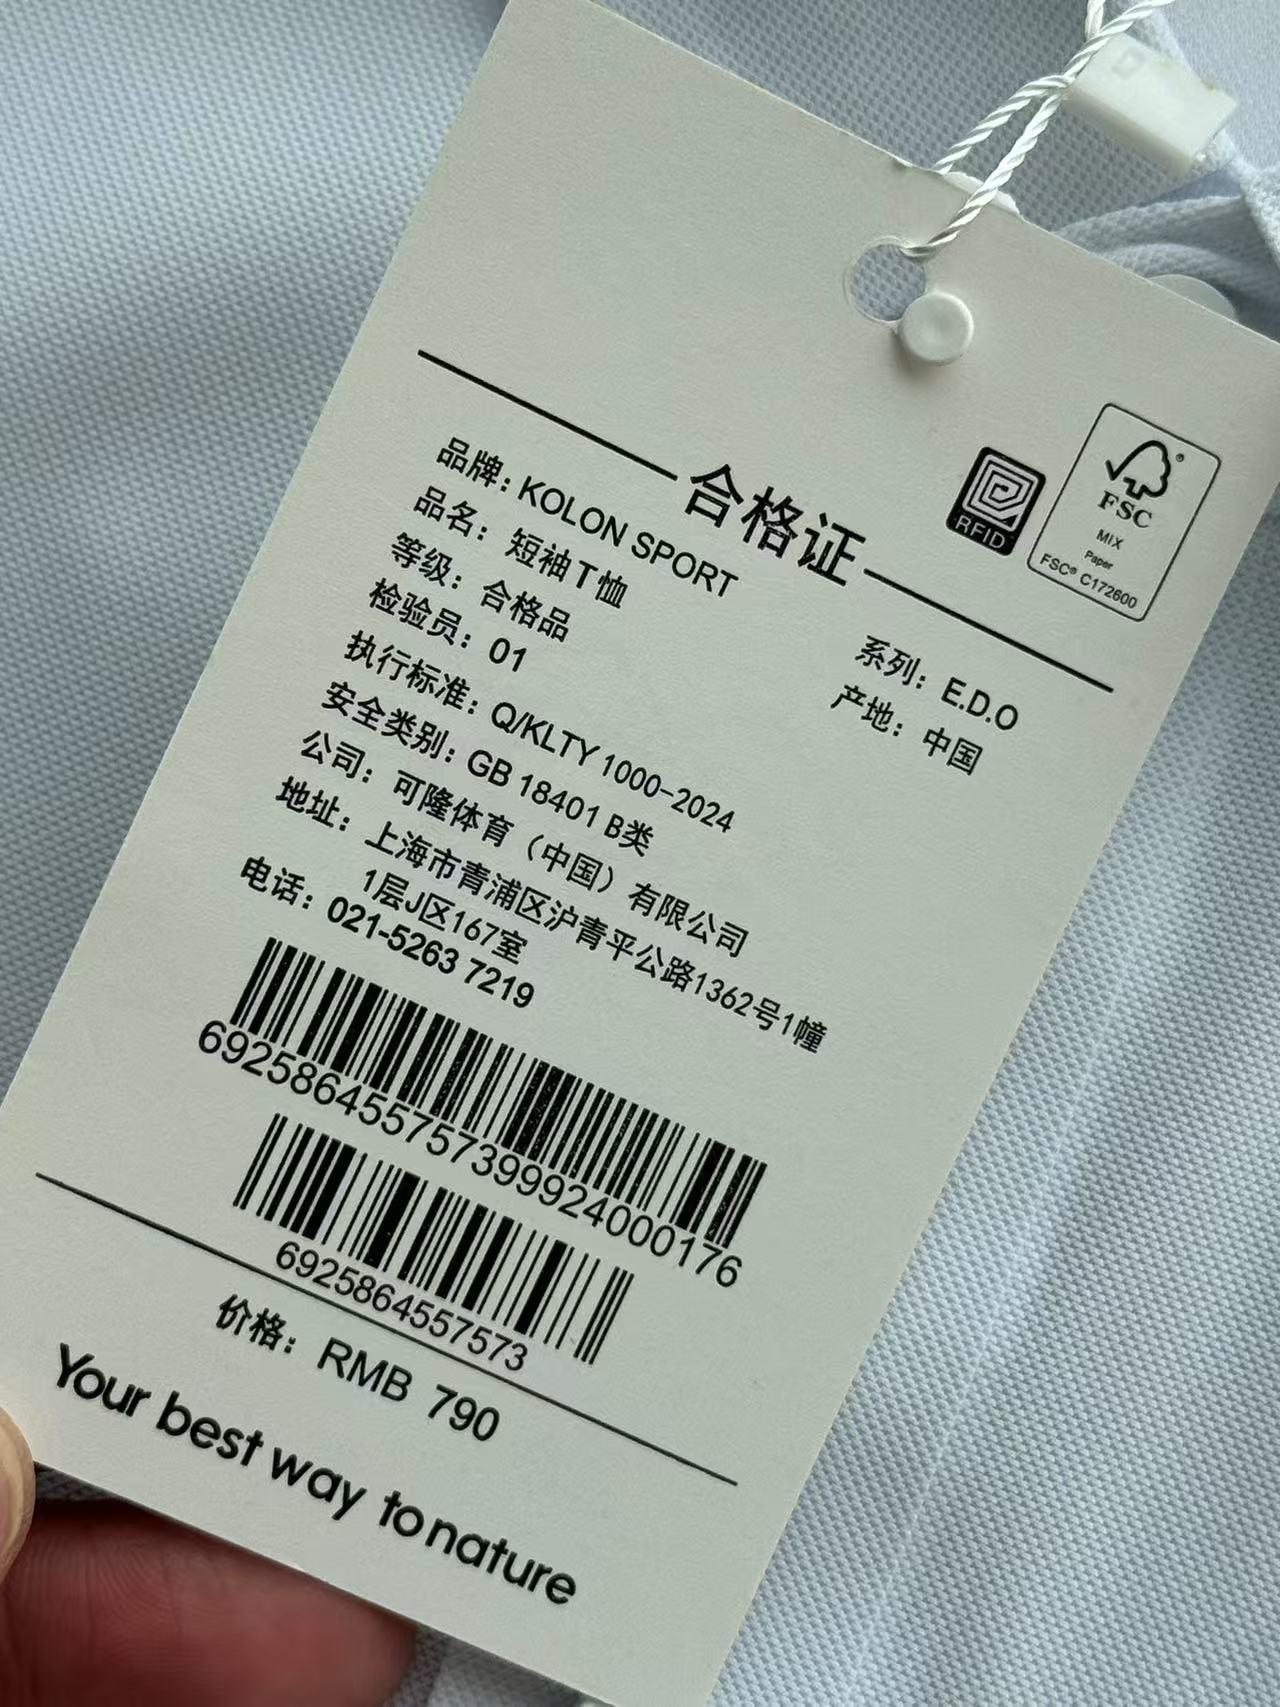 合格证
RFID
FSC®
MIX
Paper
FSC® C172600
品牌：KOLON SPORT
品名：短袖T恤
系列：E.D.O
等级：合格品
产地：中国
检验员：01
执行标准：Q/KLTY 1000-2024
安全类别：GB 18401 B类
公司：可隆体育（中国）有限公司
地址：上海市青浦区沪青平公路1362号1幢
1层J区167室
电话：021-5263 7219
6925864557573999240​00176
6925864557573
价格：RMB 790
Your best way to nature